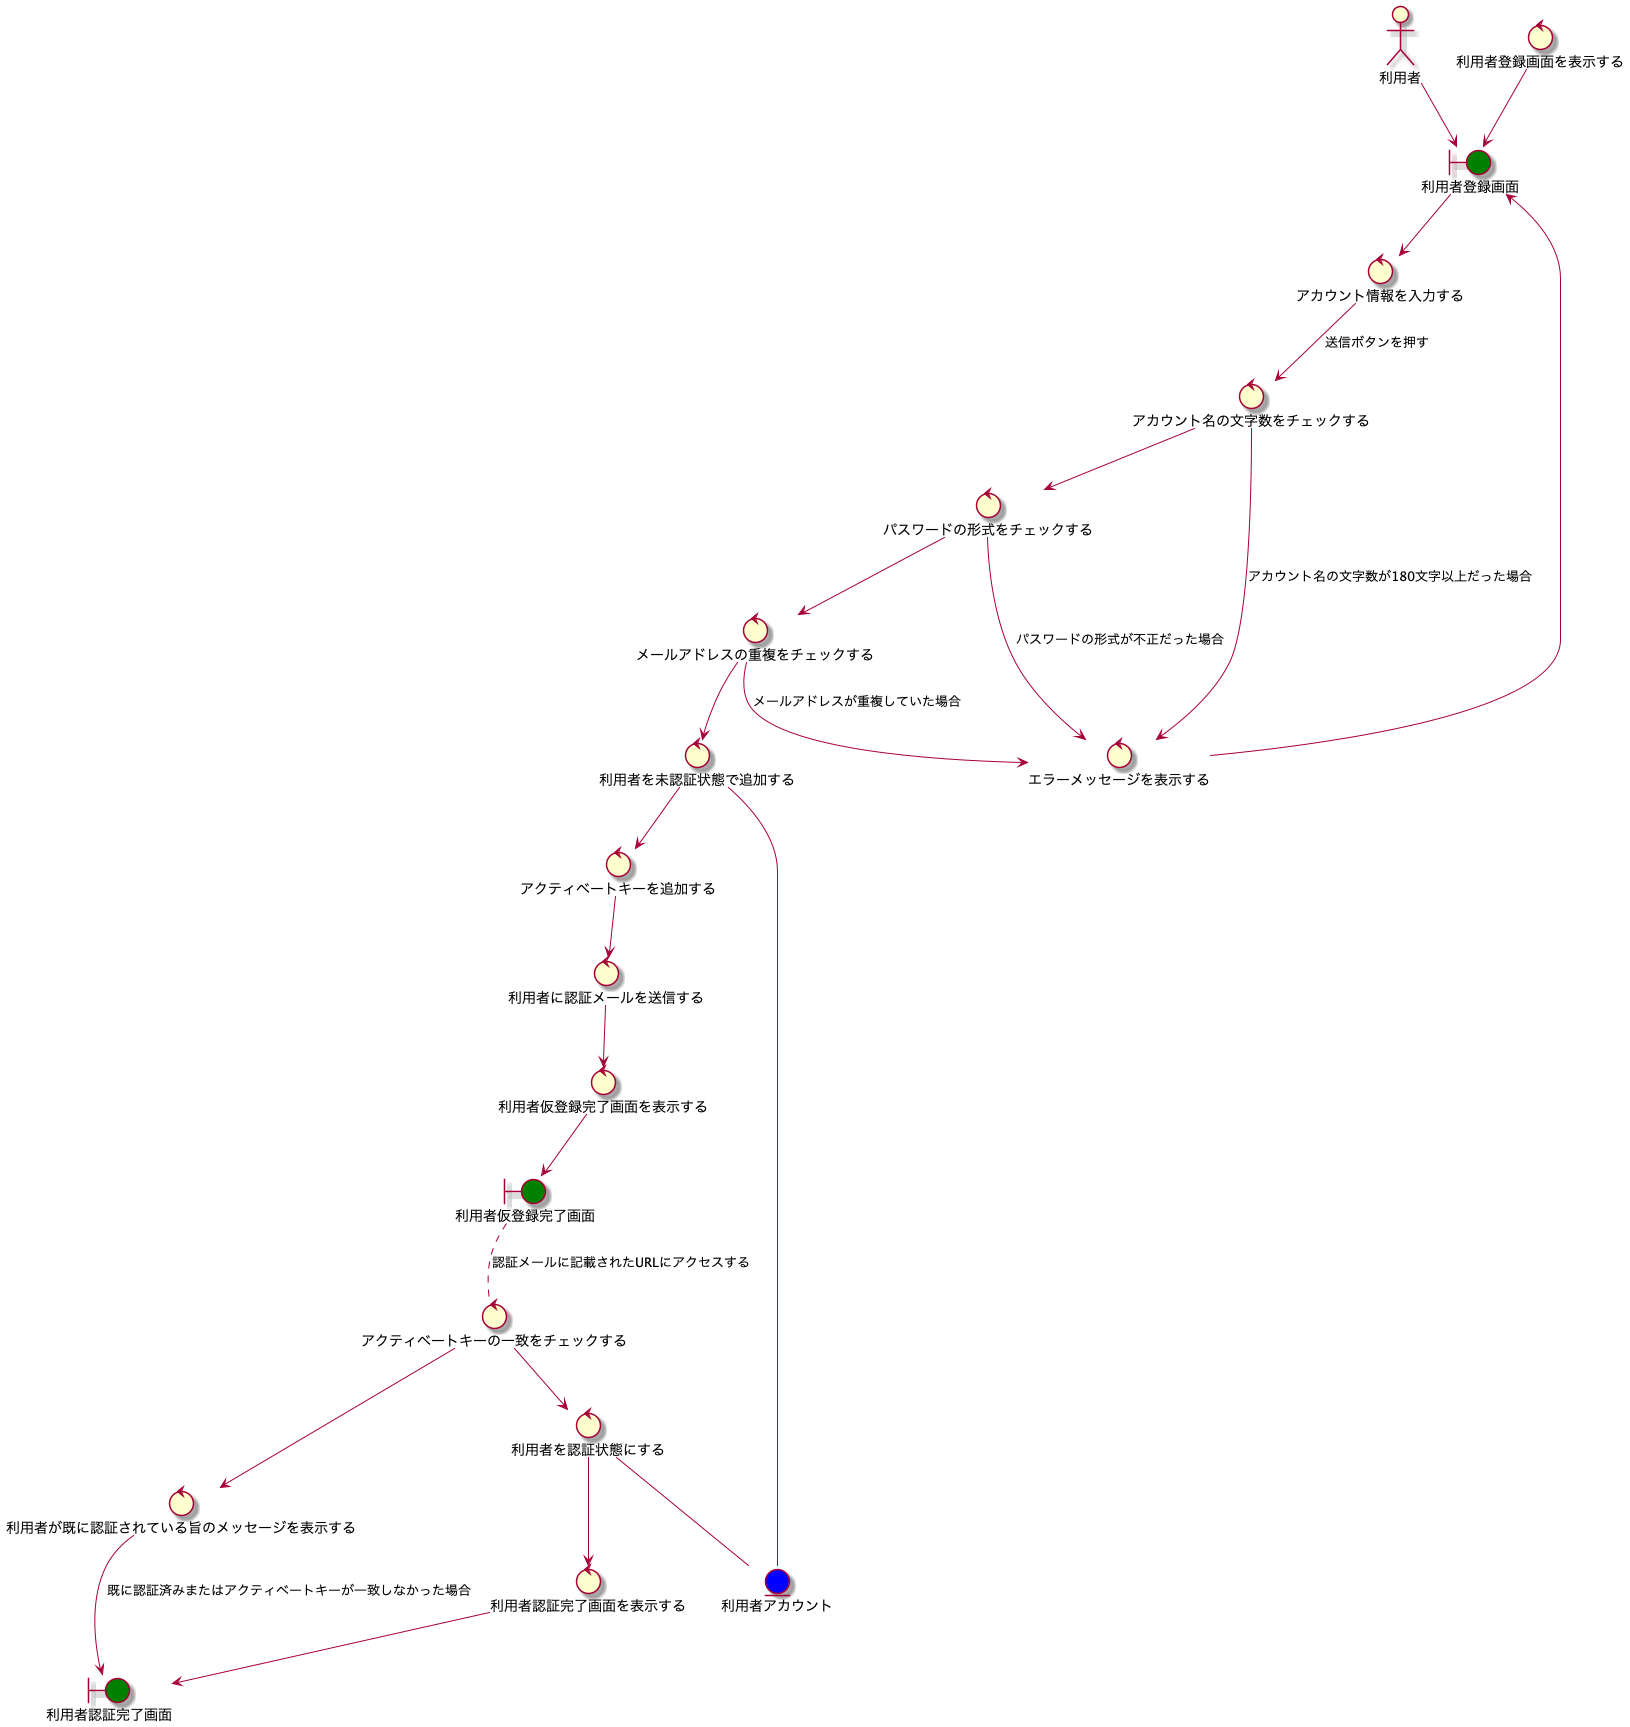 利用者
利用者登録画面を表示する
利用者登録画面
アカウント情報を入力する
送信ボタンを押す
アカウント名の文字数をチェックする
パスワードの形式をチェックする
アカウント名の文字数が180文字以上だった場合
パスワードの形式が不正だった場合
メールアドレスの重複をチェックする
メールアドレスが重複していた場合
利用者を未認証状態で追加する
エラーメッセージを表示する
アクティベートキーを追加する
利用者に認証メールを送信する
利用者仮登録完了画面を表示する
利用者仮登録完了画面
認証メールに記載されたURLにアクセスする
アクティベートキーの一致をチェックする
利用者を認証状態にする
利用者が既に認証されている旨のメッセージを表示する
既に認証済みまたはアクティベートキーが一致しなかった場合
利用者認証完了画面を表示する
利用者アカウント
利用者認証完了画面